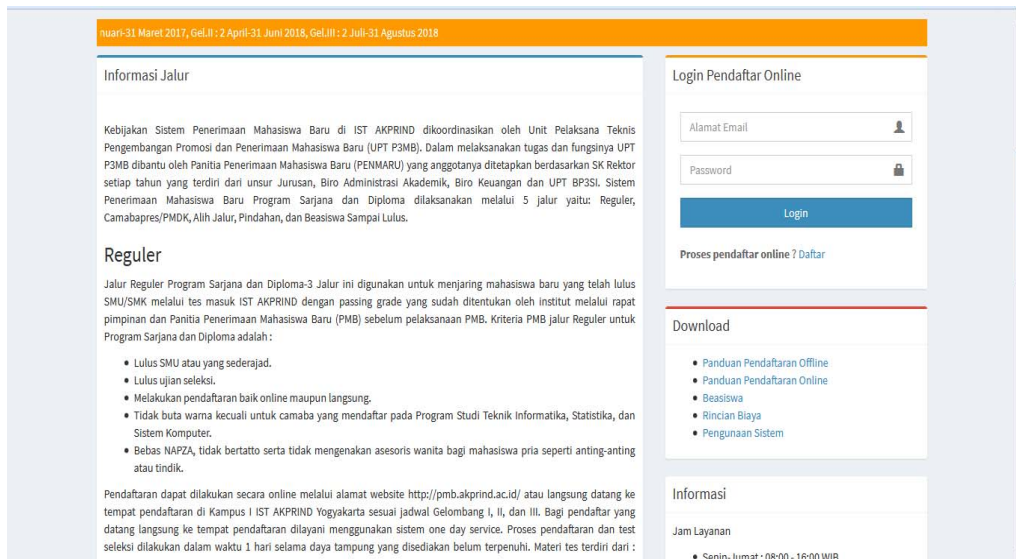 nuari-31 Maret 2017, Gel.II : 2 April-31 Juni 2018, Gel.III : 2 Juli-31 Agustus 2018
Informasi Jalur
Kebijakan Sistem Penerimaan Mahasiswa Baru di IST AKPRIND dikoordinasikan oleh Unit Pelaksana Teknis
Pengembangan Promosi dan Penerimaan Mahasiswa Baru (UPT P3MB). Dalam melaksanakan tugas dan fungsinya UPT
P3MB dibantu oleh Panitia Penerimaan Mahasiswa Baru (PENMARU) yang anggotanya ditetapkan berdasarkan SK Rektor
setiap tahun yang terdiri dari unsur Jurusan, Biro Administrasi Akademik, Biro Keuangan dan UPT BP3SI. Sistem
Penerimaan Mahasiswa Baru Program Sarjana dan Diploma dilaksanakan melalui 5 jalur yaitu: Reguler,
Camabapres/PMDK, Alih Jalur, Pindahan, dan Beasiswa Sampai Lulus.
Reguler
Jalur Reguler Program Sarjana dan Diploma-3 Jalur ini digunakan untuk menjaring mahasiswa baru yang telah lulus
SMU/SMK melalui tes masuk IST AKPRIND dengan passing grade yang sudah ditentukan oleh institut melalui rapat
pimpinan dan Panitia Penerimaan Mahasiswa Baru (PMB) sebelum pelaksanaan PMB. Kriteria PMB jalur Reguler untuk
Program Sarjana dan Diploma adalah :
• Lulus SMU atau yang sederajad.
• Lulus ujian seleksi.
• Melakukan pendaftaran baik online maupun langsung.
• Tidak buta warna kecuali untuk camaba yang mendaftar pada Program Studi Teknik Informatika, Statistika, dan
Sistem Komputer.
• Bebas NAPZA, tidak bertatto serta tidak mengenakan asesoris wanita bagi mahasiswa pria seperti anting-anting
atau tindik.
Pendaftaran dapat dilakukan secara online melalui alamat website http://pmb.akprind.ac.id/ atau langsung datang ke
tempat pendaftaran di Kampus I IST AKPRIND Yogyakarta sesuai jadwal Gelombang I, II, dan III. Bagi pendaftar yang
datang langsung ke tempat pendaftaran dilayani menggunakan sistem one day service. Proses pendaftaran dan test
seleksi dilakukan dalam waktu 1 hari selama daya tampung yang disediakan belum terpenuhi. Materi tes terdiri dari :
Login Pendaftar Online
Alamat Email
Password
Login
Proses pendaftar online ? Daftar
Download
• Panduan Pendaftaran Offline
• Panduan Pendaftaran Online
• Beasiswa
• Rincian Biaya
• Pengunaan Sistem
Informasi
Jam Layanan
• Senin-Jumat : 08:00 - 16:00 WIB